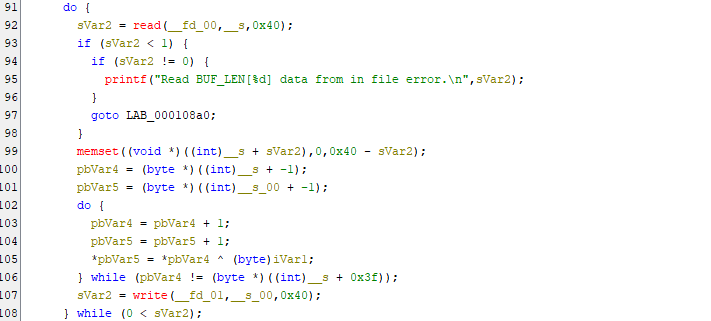 91 do {
92 sVar2 = read(__fd_00,__s,0x40);
93 if (sVar2 < 1) {
94 if (sVar2 != 0) {
95 printf("Read BUF_LEN[%d] data from in file error.\n",sVar2);
96 }
97 goto LAB_000108a0;
98 }
99 memset((void *)((int)__s + sVar2),0,0x40 - sVar2);
100 pbVar4 = (byte *)((int)__s + -1);
101 pbVar5 = (byte *)((int)__s_00 + -1);
102 do {
103 pbVar4 = pbVar4 + 1;
104 pbVar5 = pbVar5 + 1;
105 *pbVar5 = *pbVar4 ^ (byte)iVar1;
106 } while (pbVar4 != (byte *)((int)__s + 0x3f));
107 sVar2 = write(__fd_01,__s_00,0x40);
108 } while (0 < sVar2);